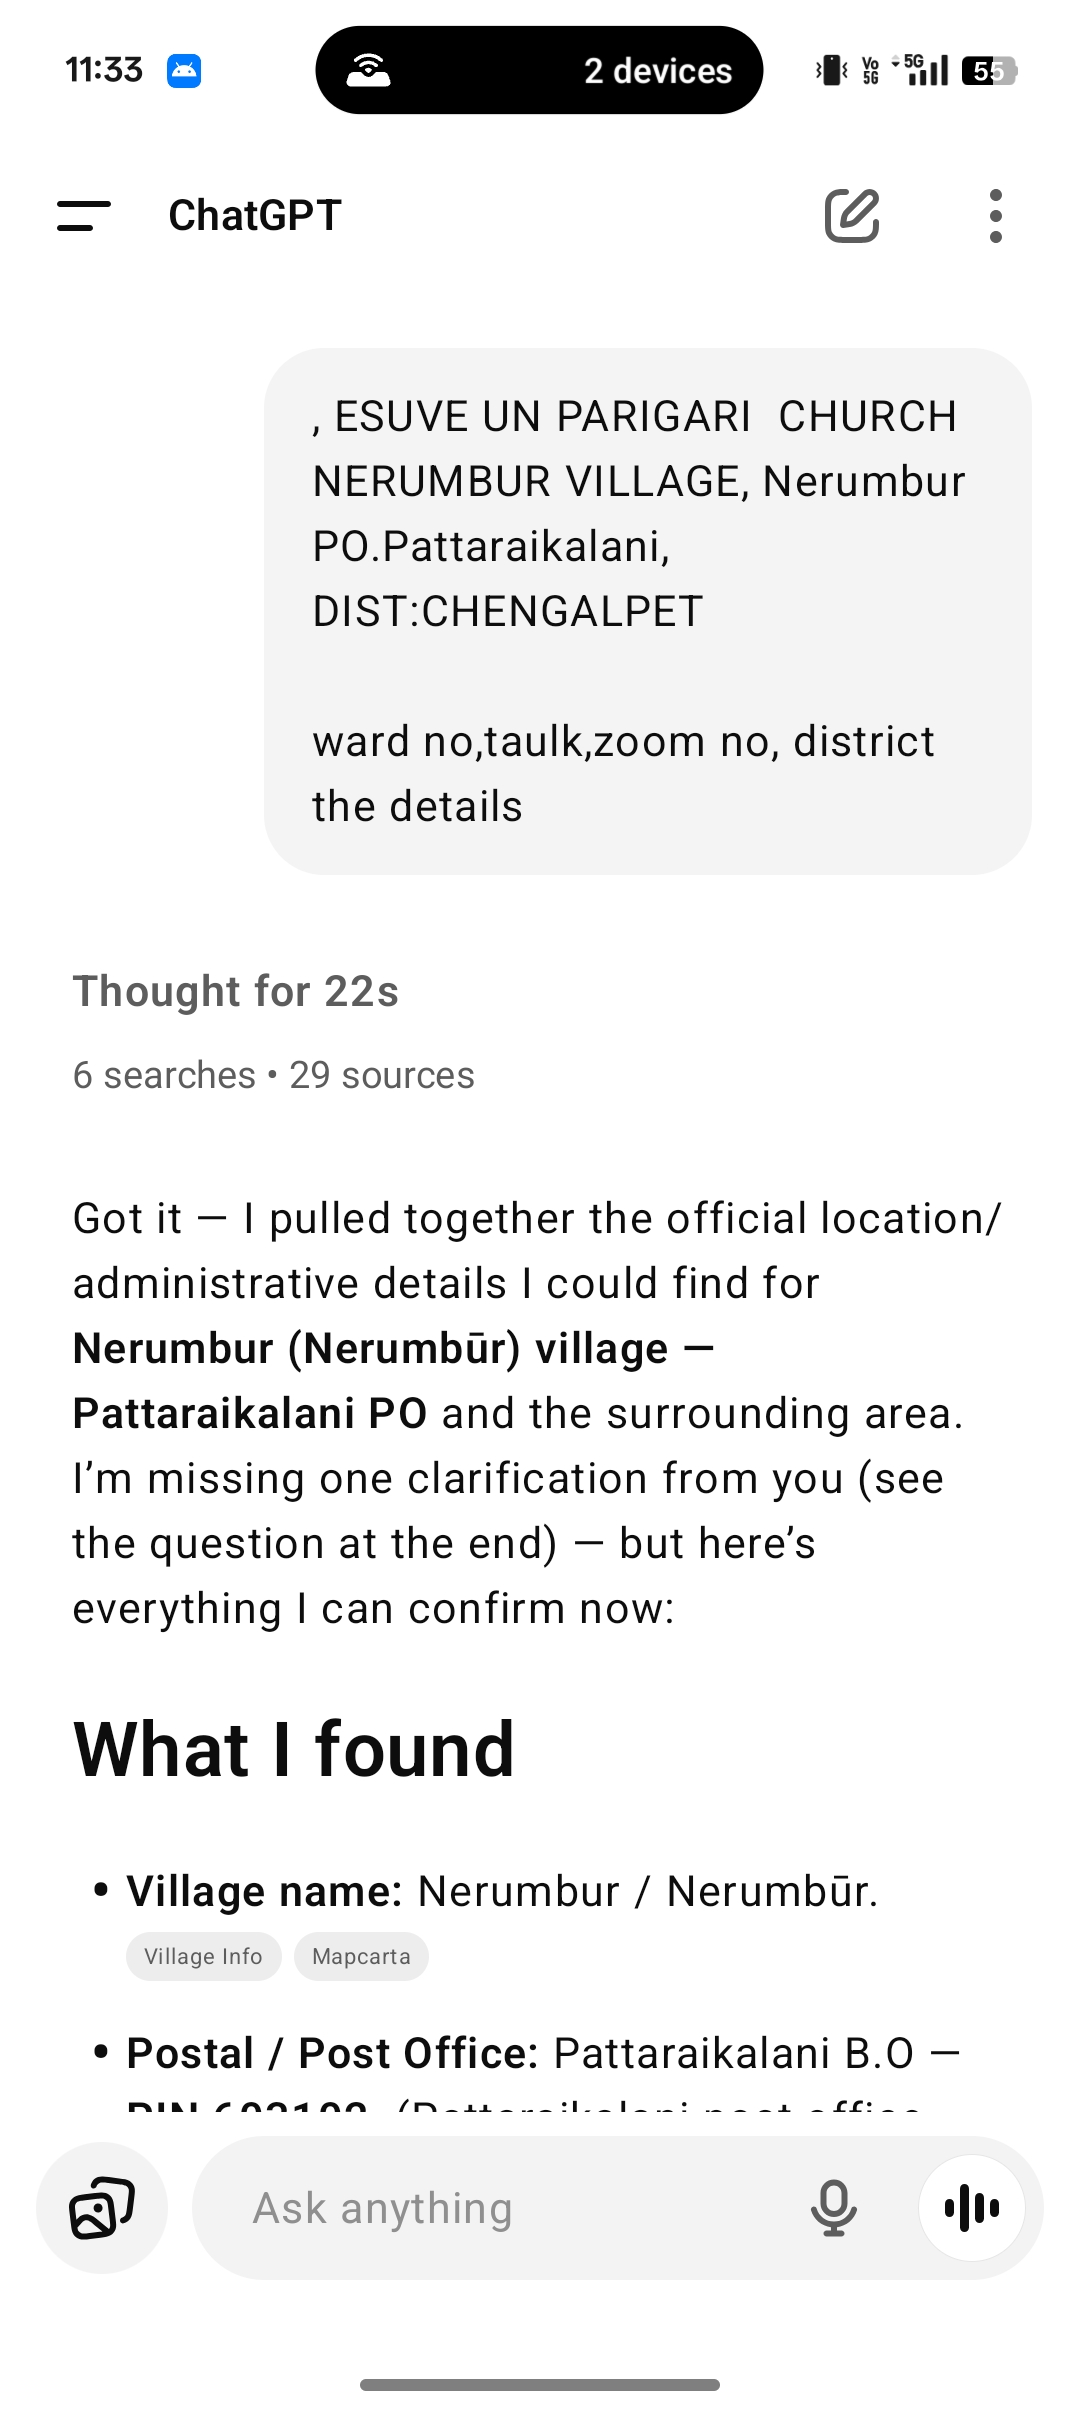 11:33
2 devices
Vo 5G
5G
55
ChatGPT
, ESUVE UN PARIGARI  CHURCH
NERUMBUR VILLAGE, Nerumbur
PO.Pattaraikalani,
DIST:CHENGALPET
ward no,taulk,zoom no, district
the details
Thought for 22s
6 searches • 29 sources
Got it — I pulled together the official location/
administrative details I could find for
Nerumbur (Nerumbūr) village —
Pattaraikalani PO and the surrounding area.
I’m missing one clarification from you (see
the question at the end) — but here’s
everything I can confirm now:
What I found
• Village name: Nerumbur / Nerumbūr.
Village Info Mapcarta
• Postal / Post Office: Pattaraikalani B.O —
Ask anything